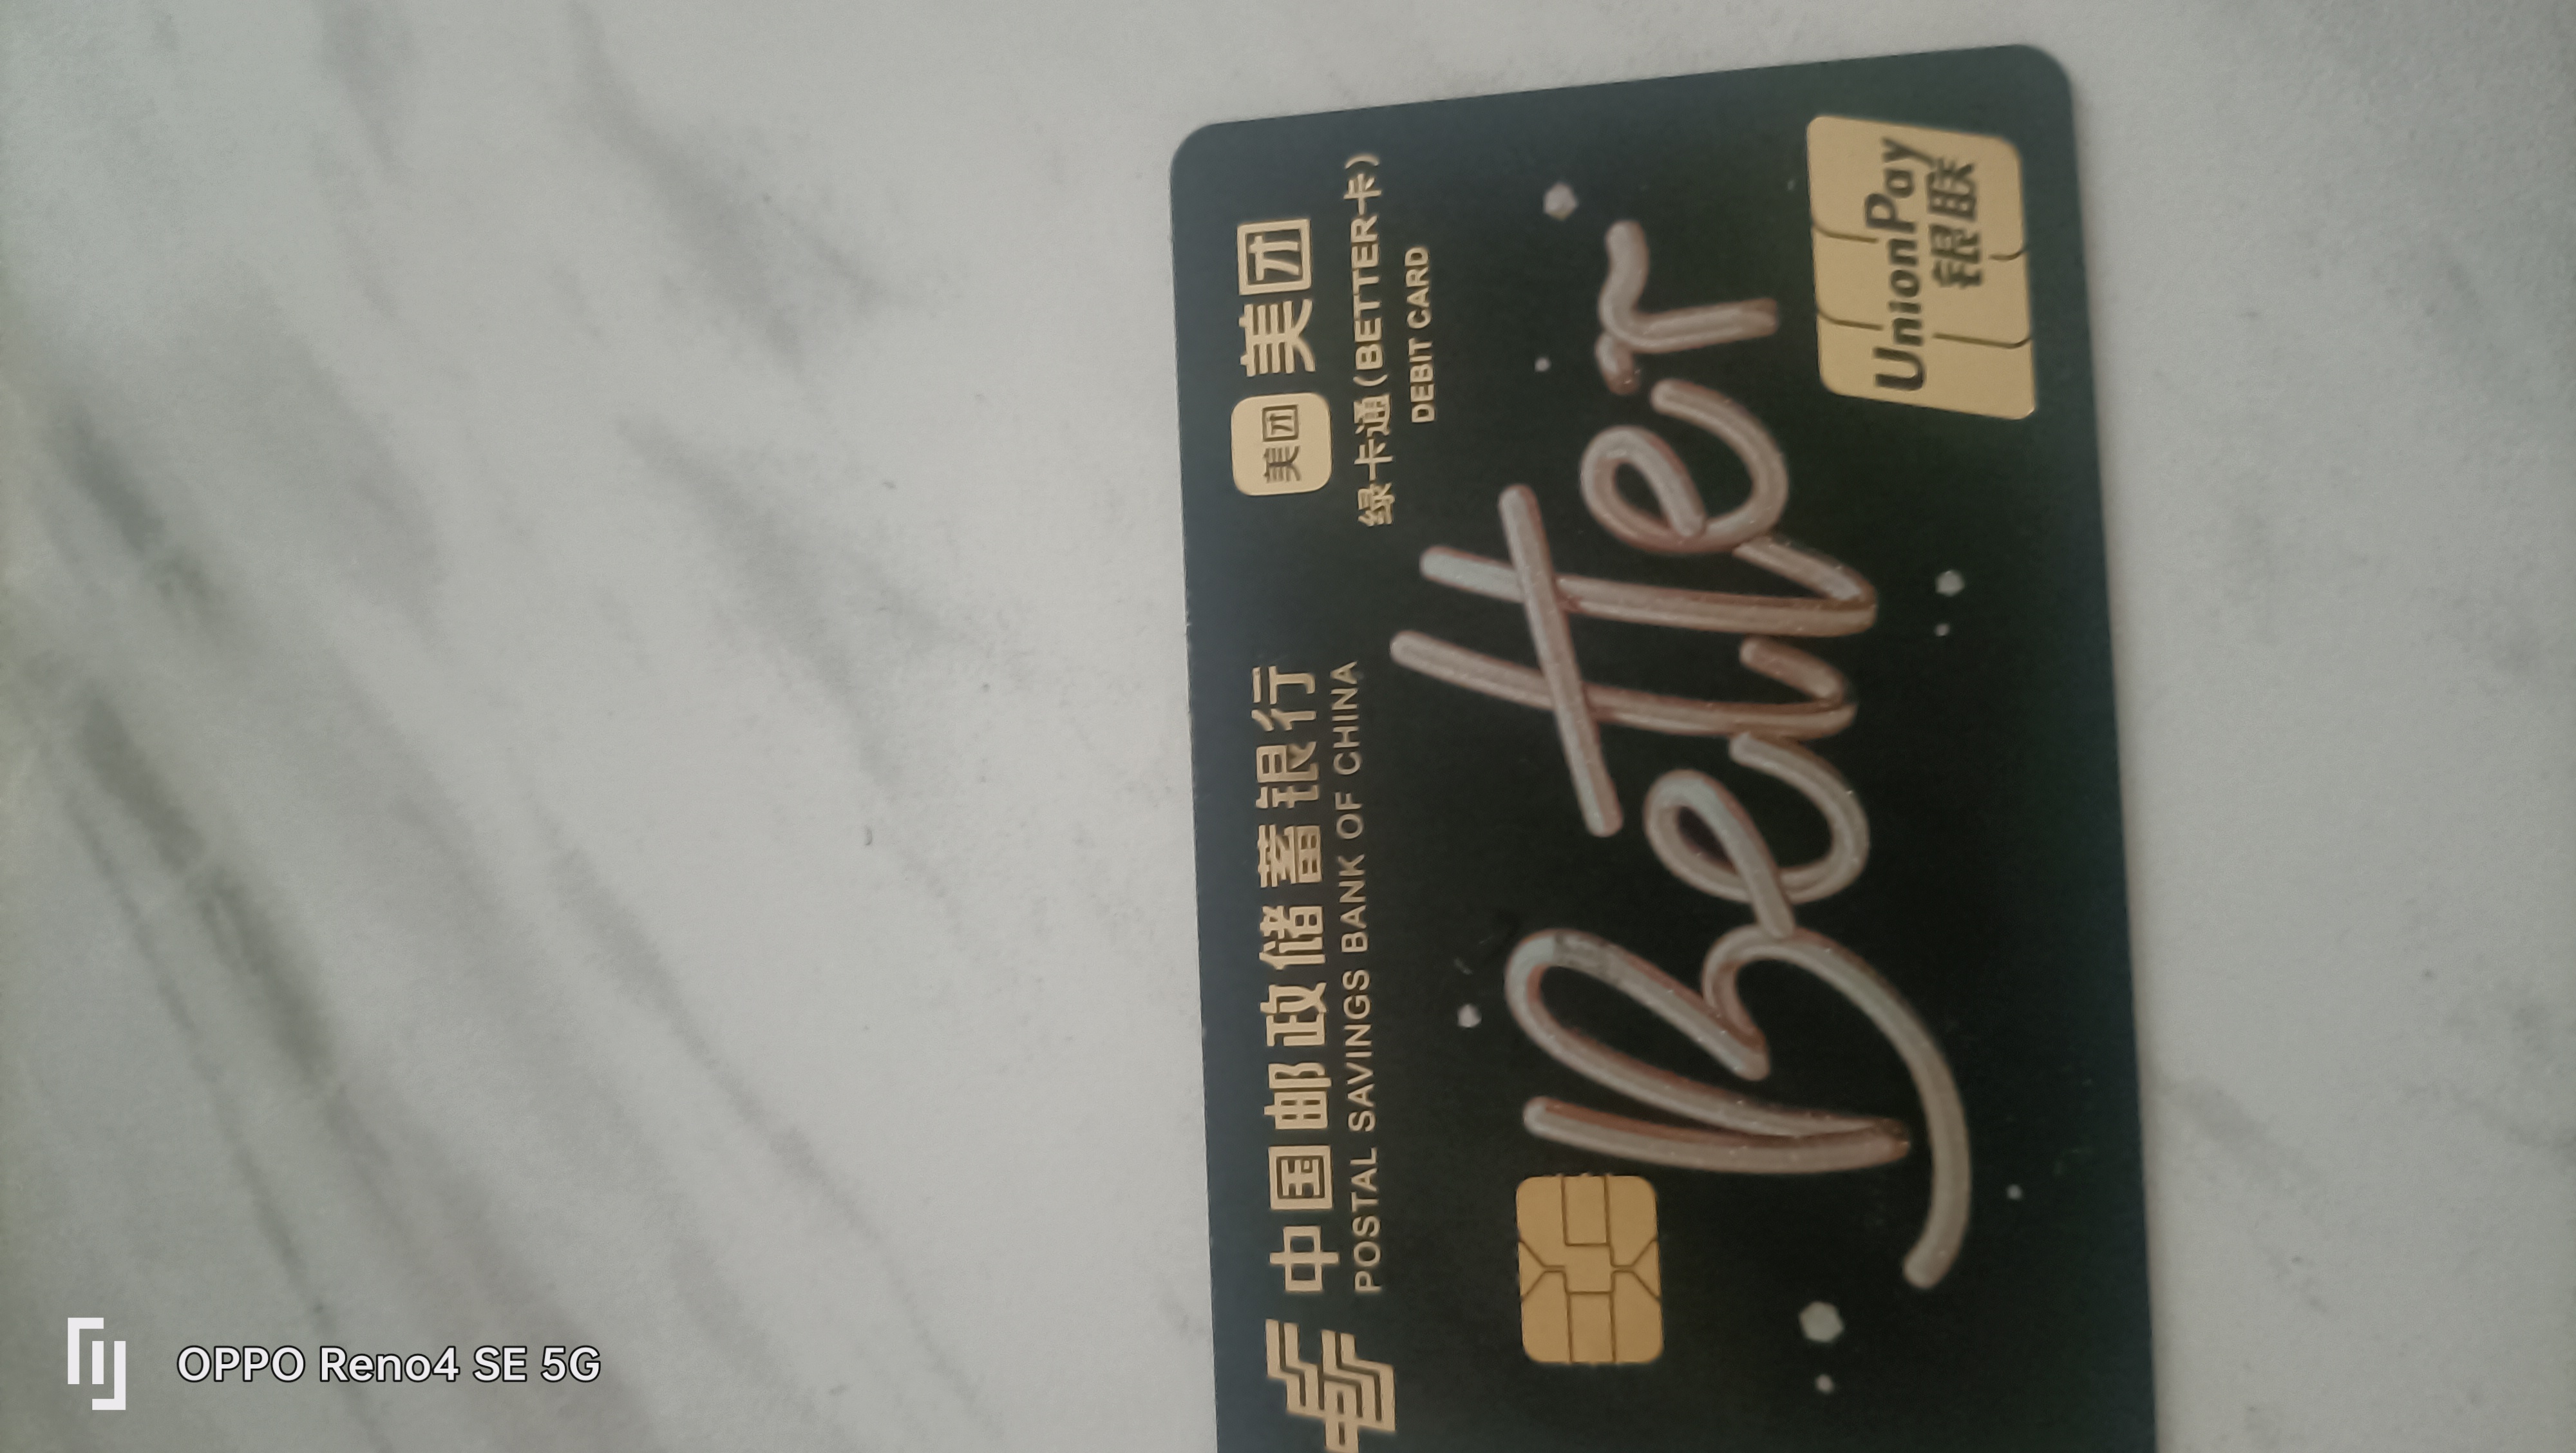 中国邮政储蓄银行
POSTAL SAVINGS BANK OF CHINA
美团 美团
绿卡通(BETTER卡)
DEBIT CARD
Better
UnionPay
银联
OPPO Reno4 SE 5G